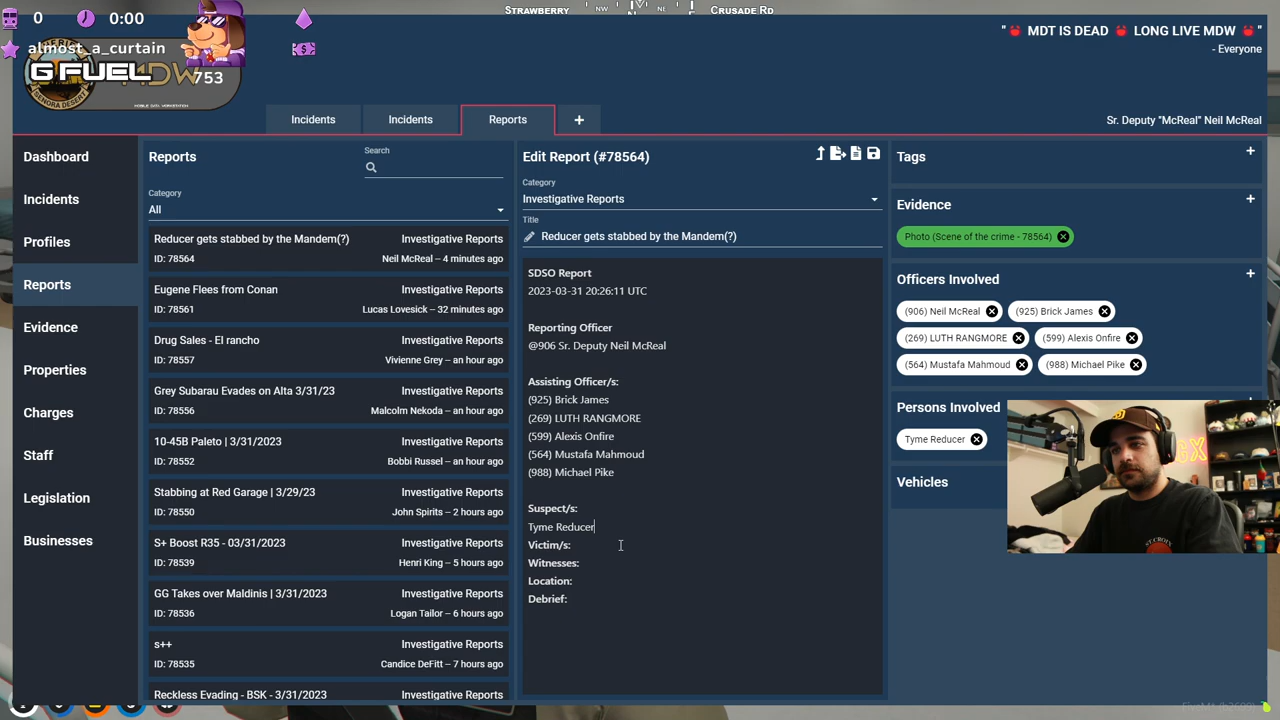 0
0:00
STRAWBERRY NW N NE CRUSADE RD
almost_a_curtain
G FUEL
MDW
753
MOBILE DATA WORKSTATION
SENORA DESERT
" MDT IS DEAD LONG LIVE MDW "
- Everyone
Incidents
Incidents
Reports
+
Sr. Deputy "McReal" Neil McReal
Dashboard
Incidents
Profiles
Reports
Evidence
Properties
Charges
Staff
Legislation
Businesses
Reports
Search
Category
All
Reducer gets stabbed by the Mandem(?) Investigative Reports
ID: 78564 Neil McReal – 4 minutes ago
Eugene Flees from Conan Investigative Reports
ID: 78561 Lucas Lovesick – 32 minutes ago
Drug Sales - El rancho Investigative Reports
ID: 78557 Vivienne Grey – an hour ago
Grey Subarau Evades on Alta 3/31/23 Investigative Reports
ID: 78556 Malcolm Nekoda – an hour ago
10-45B Paleto | 3/31/2023 Investigative Reports
ID: 78552 Bobbi Russel – an hour ago
Stabbing at Red Garage | 3/29/23 Investigative Reports
ID: 78550 John Spirits – 2 hours ago
S+ Boost R35 - 03/31/2023 Investigative Reports
ID: 78539 Henri King – 5 hours ago
GG Takes over Maldinis | 3/31/2023 Investigative Reports
ID: 78536 Logan Tailor – 6 hours ago
s++ Investigative Reports
ID: 78535 Candice DeFitt – 7 hours ago
Reckless Evading - BSK - 3/31/2023 Investigative Reports
Edit Report (#78564)
Category
Investigative Reports
Title
Reducer gets stabbed by the Mandem(?)
SDSO Report
2023-03-31 20:26:11 UTC
Reporting Officer
@906 Sr. Deputy Neil McReal
Assisting Officer/s:
(925) Brick James
(269) LUTH RANGMORE
(599) Alexis Onfire
(564) Mustafa Mahmoud
(988) Michael Pike
Suspect/s:
Tyme Reducer
Victim/s:
Witnesses:
Location:
Debrief:
Tags +
Evidence +
Photo (Scene of the crime - 78564)
Officers Involved +
(906) Neil McReal (925) Brick James
(269) LUTH RANGMORE (599) Alexis Onfire
(564) Mustafa Mahmoud (988) Michael Pike
Persons Involved
Tyme Reducer
Vehicles
ST. CROIX